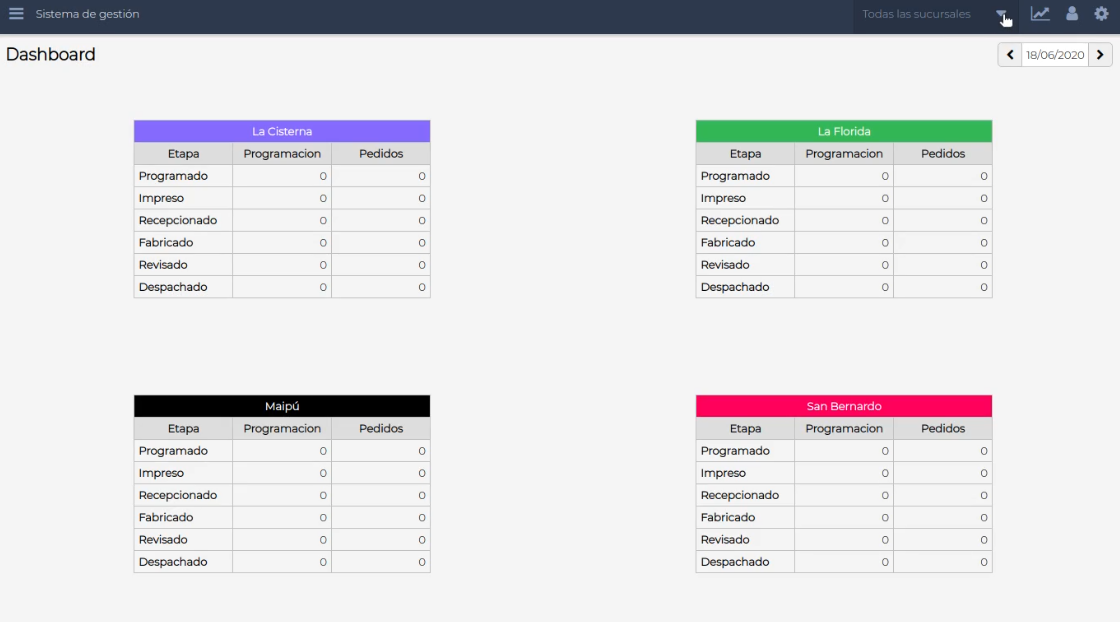 Sistema de gestión
Todas las sucursales
Dashboard
18/06/2020
La Cisterna
Etapa Programacion Pedidos
Programado 0 0
Impreso 0 0
Recepcionado 0 0
Fabricado 0 0
Revisado 0 0
Despachado 0 0
La Florida
Etapa Programacion Pedidos
Programado 0 0
Impreso 0 0
Recepcionado 0 0
Fabricado 0 0
Revisado 0 0
Despachado 0 0
Maipú
Etapa Programacion Pedidos
Programado 0 0
Impreso 0 0
Recepcionado 0 0
Fabricado 0 0
Revisado 0 0
Despachado 0 0
San Bernardo
Etapa Programacion Pedidos
Programado 0 0
Impreso 0 0
Recepcionado 0 0
Fabricado 0 0
Revisado 0 0
Despachado 0 0